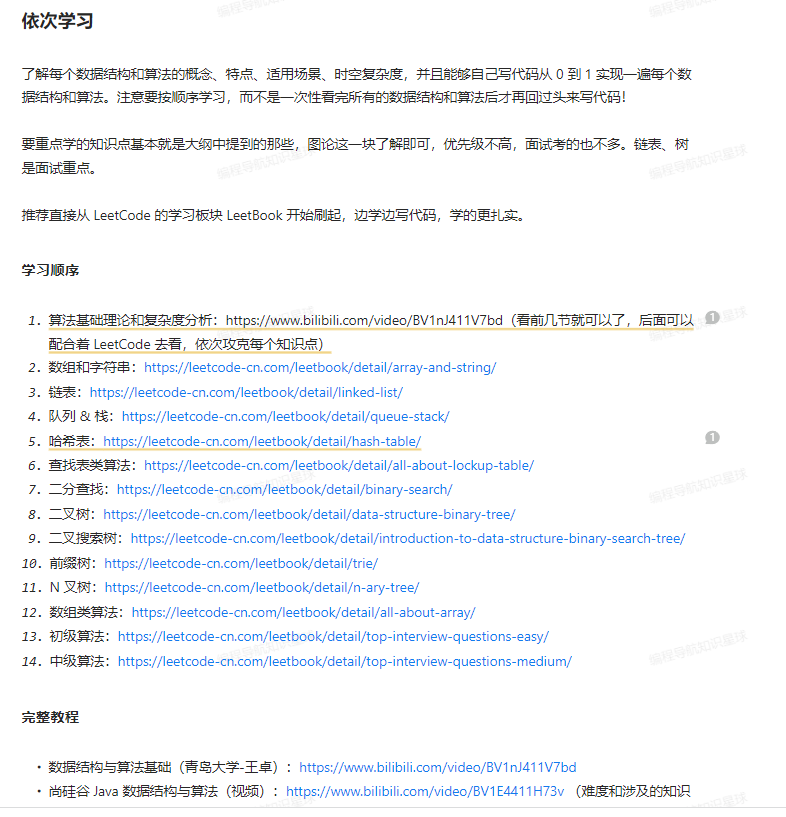 依次学习
了解每个数据结构和算法的概念、特点、适用场景、时空复杂度，并且能够自己写代码从 0 到 1 实现一遍每个数
据结构和算法。注意要按顺序学习，而不是一次性看完所有的数据结构和算法后才再回过头来写代码！
要重点学的知识点基本就是大纲中提到的那些，图论这一块了解即可，优先级不高，面试考的也不多。链表、树
是面试重点。
推荐直接从 LeetCode 的学习板块 LeetBook 开始刷起，边学边写代码，学的更扎实。
学习顺序
1. 算法基础理论和复杂度分析：https://www.bilibili.com/video/BV1nJ411V7bd（看前几节就可以了，后面可以 1
配合着 LeetCode 去看，依次攻克每个知识点）
2. 数组和字符串：https://leetcode-cn.com/leetbook/detail/array-and-string/
3. 链表：https://leetcode-cn.com/leetbook/detail/linked-list/
4. 队列 & 栈：https://leetcode-cn.com/leetbook/detail/queue-stack/
5. 哈希表：https://leetcode-cn.com/leetbook/detail/hash-table/ 1
6. 查找表类算法：https://leetcode-cn.com/leetbook/detail/all-about-lockup-table/
7. 二分查找：https://leetcode-cn.com/leetbook/detail/binary-search/
8. 二叉树：https://leetcode-cn.com/leetbook/detail/data-structure-binary-tree/
9. 二叉搜索树：https://leetcode-cn.com/leetbook/detail/introduction-to-data-structure-binary-search-tree/
10. 前缀树：https://leetcode-cn.com/leetbook/detail/trie/
11. N 叉树：https://leetcode-cn.com/leetbook/detail/n-ary-tree/
12. 数组类算法：https://leetcode-cn.com/leetbook/detail/all-about-array/
13. 初级算法：https://leetcode-cn.com/leetbook/detail/top-interview-questions-easy/
14. 中级算法：https://leetcode-cn.com/leetbook/detail/top-interview-questions-medium/
完整教程
• 数据结构与算法基础（青岛大学-王卓）：https://www.bilibili.com/video/BV1nJ411V7bd
• 尚硅谷 Java 数据结构与算法（视频）：https://www.bilibili.com/video/BV1E4411H73v （难度和涉及的知识
编程导航知识星球